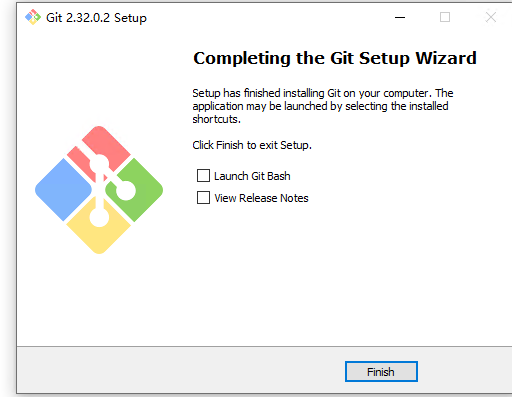 Git 2.32.0.2 Setup
Completing the Git Setup Wizard
Setup has finished installing Git on your computer. The
application may be launched by selecting the installed
shortcuts.
Click Finish to exit Setup.
Launch Git Bash
View Release Notes
Finish